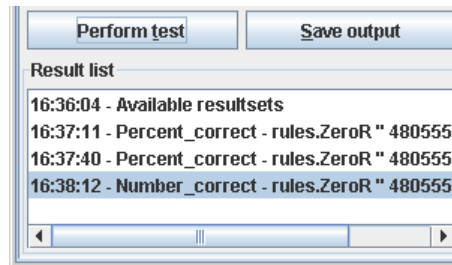 Perform test Save output
Result list
16:36:04 - Available resultsets
16:37:11 - Percent_correct - rules.ZeroR '' 480555
16:37:40 - Percent_correct - rules.ZeroR '' 480555
16:38:12 - Number_correct - rules.ZeroR '' 480555